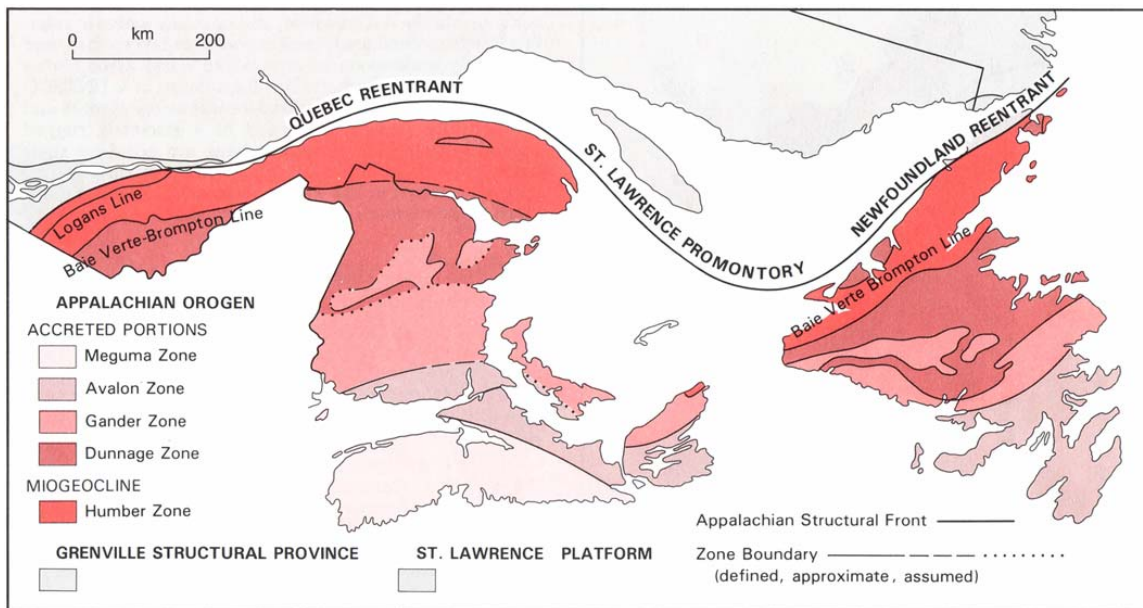 km
0 200
QUEBEC REENTRANT
ST. LAWRENCE PROMONTORY
NEWFOUNDLAND REENTRANT
Logans Line
Baie Verte-Brompton Line
Baie Verte Brompton Line
APPALACHIAN OROGEN
ACCRETED PORTIONS
Meguma Zone
Avalon Zone
Gander Zone
Dunnage Zone
MIOGEOCLINE
Humber Zone
GRENVILLE STRUCTURAL PROVINCE
ST. LAWRENCE PLATFORM
Appalachian Structural Front
Zone Boundary
(defined, approximate, assumed)